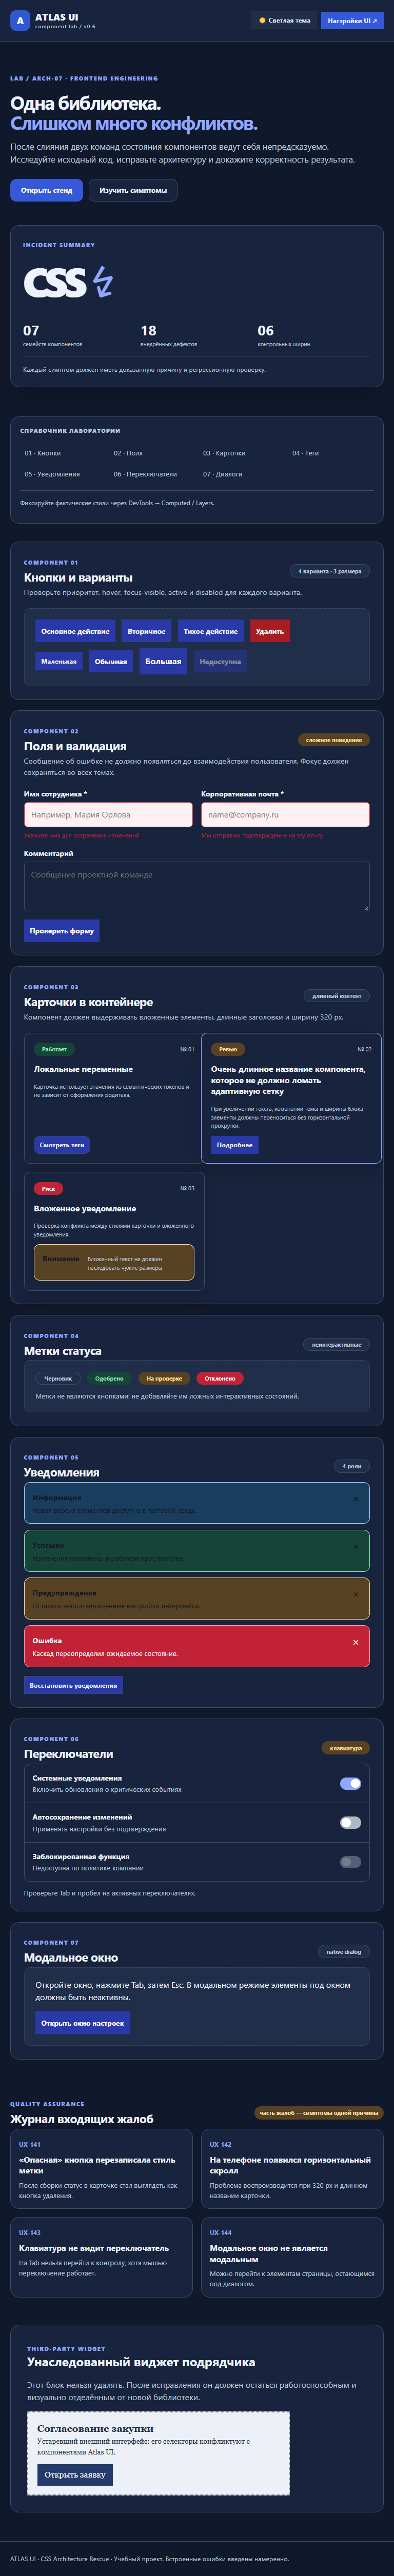 A
ATLAS UI
component lab / v0.6
Светлая тема
Настройки UI ↗
LAB / ARCH-07 · FRONTEND ENGINEERING
Одна библиотека.
Слишком много конфликтов.
После слияния двух команд состояния компонентов ведут себя непредсказуемо.
Исследуйте исходный код, исправьте архитектуру и докажите корректность результата.
Открыть стенд
Изучить симптомы
INCIDENT SUMMARY
CSS
07
18
06
семейств компонентов
внедрённых дефектов
контрольных ширин
Каждый симптом должен иметь доказанную причину и регрессионную проверку.
СПРАВОЧНИК ЛАБОРАТОРИИ
01 · Кнопки
02 · Поля
03 · Карточки
04 · Теги
05 · Уведомления
06 · Переключатели
07 · Диалоги
Фиксируйте фактические стили через DevTools → Computed / Layers.
COMPONENT 01
Кнопки и варианты
4 варианта · 3 размера
Проверьте приоритет, hover, focus-visible, active и disabled для каждого варианта.
Основное действие
Вторичное
Тихое действие
Удалить
Маленькая
Обычная
Большая
Недоступна
COMPONENT 02
Поля и валидация
сложное поведение
Сообщение об ошибке не должно появляться до взаимодействия пользователя. Фокус должен
сохраняться во всех темах.
Имя сотрудника *
Корпоративная почта *
Например, Мария Орлова
name@company.ru
Укажите имя для сохранения изменений.
Мы отправим подтверждение на эту почту.
Комментарий
Сообщение проектной команде
Проверить форму
COMPONENT 03
Карточки в контейнере
длинный контент
Компонент должен выдерживать вложенные элементы, длинные заголовки и ширину 320 px.
Работает
№ 01
Локальные переменные
Карточка использует значения из семантических токенов и
не зависит от оформления родителя.
Смотреть теги
Ревью
№ 02
Очень длинное название компонента,
которое не должно ломать
адаптивную сетку
При увеличении текста, изменении темы и ширины блока
элементы должны переноситься без горизонтальной
прокрутки.
Подробнее
Риск
№ 03
Вложенное уведомление
Проверка конфликта между стилями карточки и вложенного
уведомления.
Внимание
Вложенный текст не должен
наследовать чужие размеры.
COMPONENT 04
Метки статуса
неинтерактивные
Черновик
Одобрено
На проверке
Отклонено
Метки не являются кнопками: не добавляйте им ложных интерактивных состояний.
COMPONENT 05
Уведомления
4 роли
Информация
Новая версия элементов доступна в тестовой среде.
×
Успешно
Изменения сохранены в рабочем пространстве.
×
Предупреждение
Остались неподтверждённые настройки интерфейса.
×
Ошибка
Каскад переопределил ожидаемое состояние.
×
Восстановить уведомления
COMPONENT 06
Переключатели
клавиатура
Системные уведомления
Включить обновления о критических событиях
Автосохранение изменений
Применять настройки без подтверждения
Заблокированная функция
Недоступна по политике компании
Проверьте Tab и пробел на активных переключателях.
COMPONENT 07
Модальное окно
native dialog
Откройте окно, нажмите Tab, затем Esc. В модальном режиме элементы под окном
должны быть неактивны.
Открыть окно настроек
QUALITY ASSURANCE
Журнал входящих жалоб
часть жалоб — симптомы одной причины
UX-141
«Опасная» кнопка перезаписала стиль
метки
После сборки статус в карточке стал выглядеть как
кнопка удаления.
UX-142
На телефоне появился горизонтальный
скролл
Проблема воспроизводится при 320 px и длинном
названии карточки.
UX-143
Клавиатура не видит переключатель
На Tab нельзя перейти к контролу, хотя мышью
переключение работает.
UX-144
Модальное окно не является
модальным
Можно перейти к элементам страницы, остающимся
под диалогом.
THIRD-PARTY WIDGET
Унаследованный виджет подрядчика
Этот блок нельзя удалять. После исправления он должен остаться работоспособным и
визуально отделённым от новой библиотеки.
Согласование закупки
Устаревший внешний интерфейс: его селекторы конфликтуют с
компонентами Atlas UI.
Открыть заявку
ATLAS UI · CSS Architecture Rescue · Учебный проект. Встроенные ошибки введены намеренно.